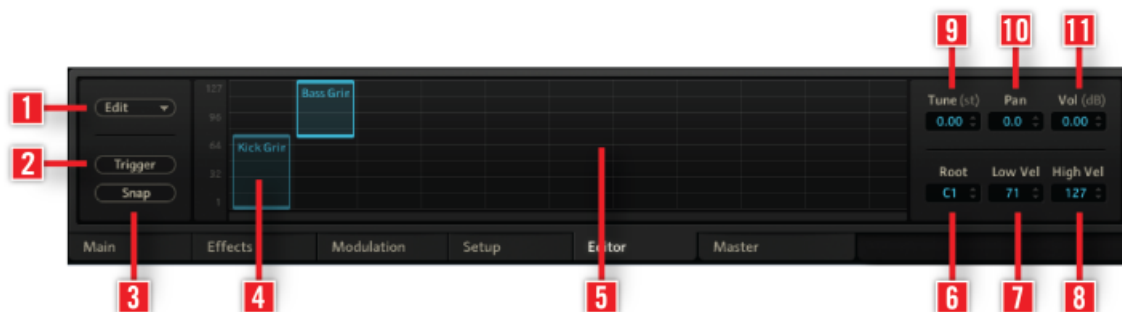 9 10 11
127 Bass Grie
1 Edit Tune (st) Pan Vol (dB)
96 0.00 0.0 0.00
64 Kick Grie
2 Trigger
32 Root Low Vel High Vel
Snap C1 71 127
1
Main Effects Modulation Setup Editor Master
3 4 5 6 7 8